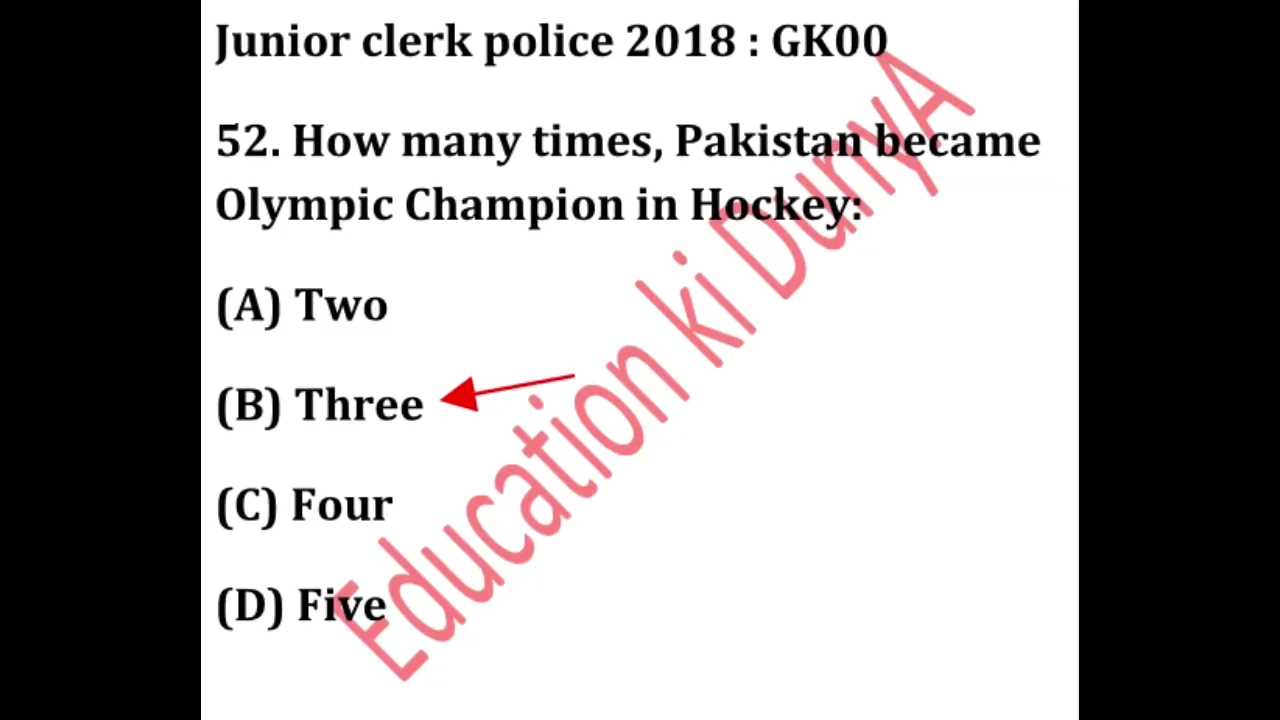 Junior clerk police 2018 : GK00
52. How many times, Pakistan became
Olympic Champion in Hockey:
(A) Two
(B) Three
(C) Four
(D) Five
Education ki DunyA